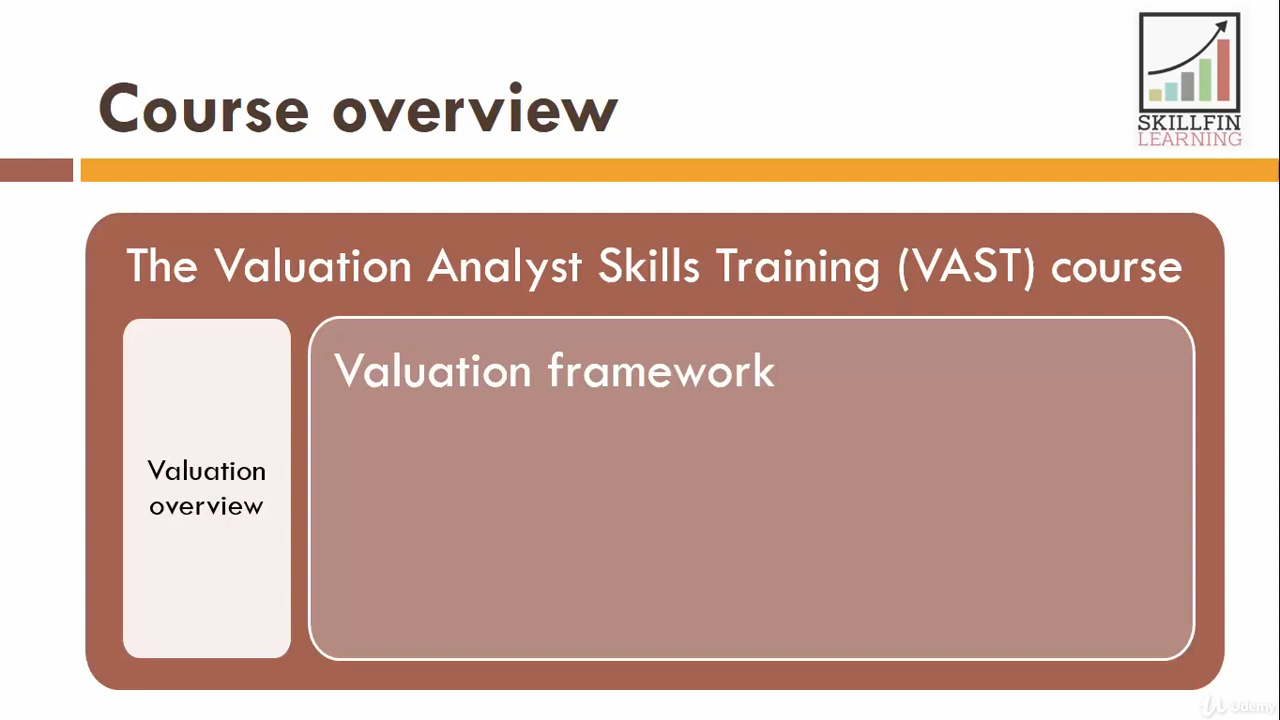 Course overview
SKILLFIN
LEARNING
The Valuation Analyst Skills Training (VAST) course
Valuation framework
Valuation
overview
Udemy